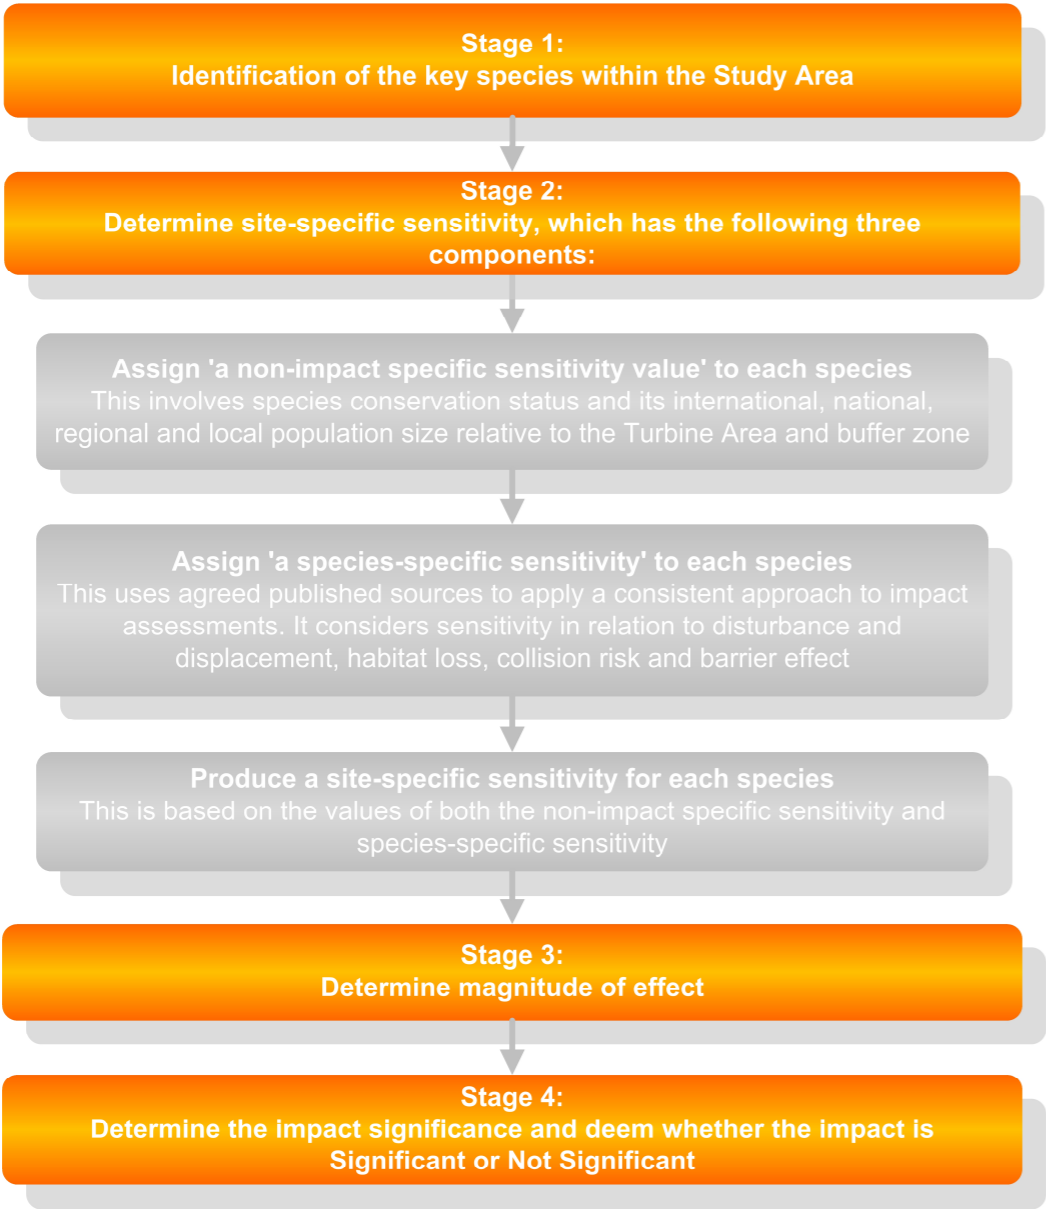 Stage 1:
Identification of the key species within the Study Area
Stage 2:
Determine site-specific sensitivity, which has the following three
components:
Assign 'a non-impact specific sensitivity value' to each species
This involves species conservation status and its international, national,
regional and local population size relative to the Turbine Area and buffer zone
Assign 'a species-specific sensitivity' to each species
This uses agreed published sources to apply a consistent approach to impact
assessments. It considers sensitivity in relation to disturbance and
displacement, habitat loss, collision risk and barrier effect
Produce a site-specific sensitivity for each species
This is based on the values of both the non-impact specific sensitivity and
species-specific sensitivity
Stage 3:
Determine magnitude of effect
Stage 4:
Determine the impact significance and deem whether the impact is
Significant or Not Significant